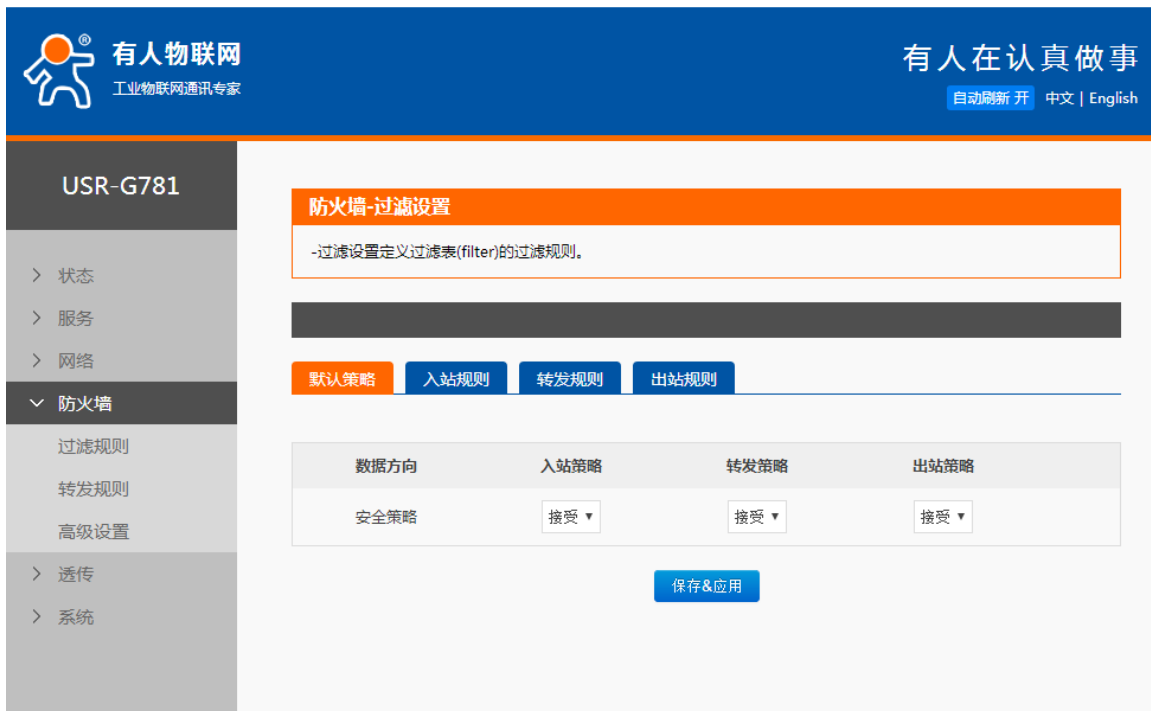 ®
有人物联网
工业物联网通讯专家
有人在认真做事
自动刷新 开 中文 | English
USR-G781
状态
服务
网络
防火墙
过滤规则
转发规则
高级设置
透传
系统
防火墙-过滤设置
-过滤设置定义过滤表(filter)的过滤规则。
默认策略 入站规则 转发规则 出站规则
数据方向 入站策略 转发策略 出站策略
安全策略 接受 接受 接受
保存&应用